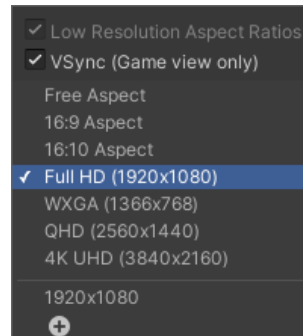 Low Resolution Aspect Ratios
VSync (Game view only)
Free Aspect
16:9 Aspect
16:10 Aspect
Full HD (1920x1080)
WXGA (1366x768)
QHD (2560x1440)
4K UHD (3840x2160)
1920x1080